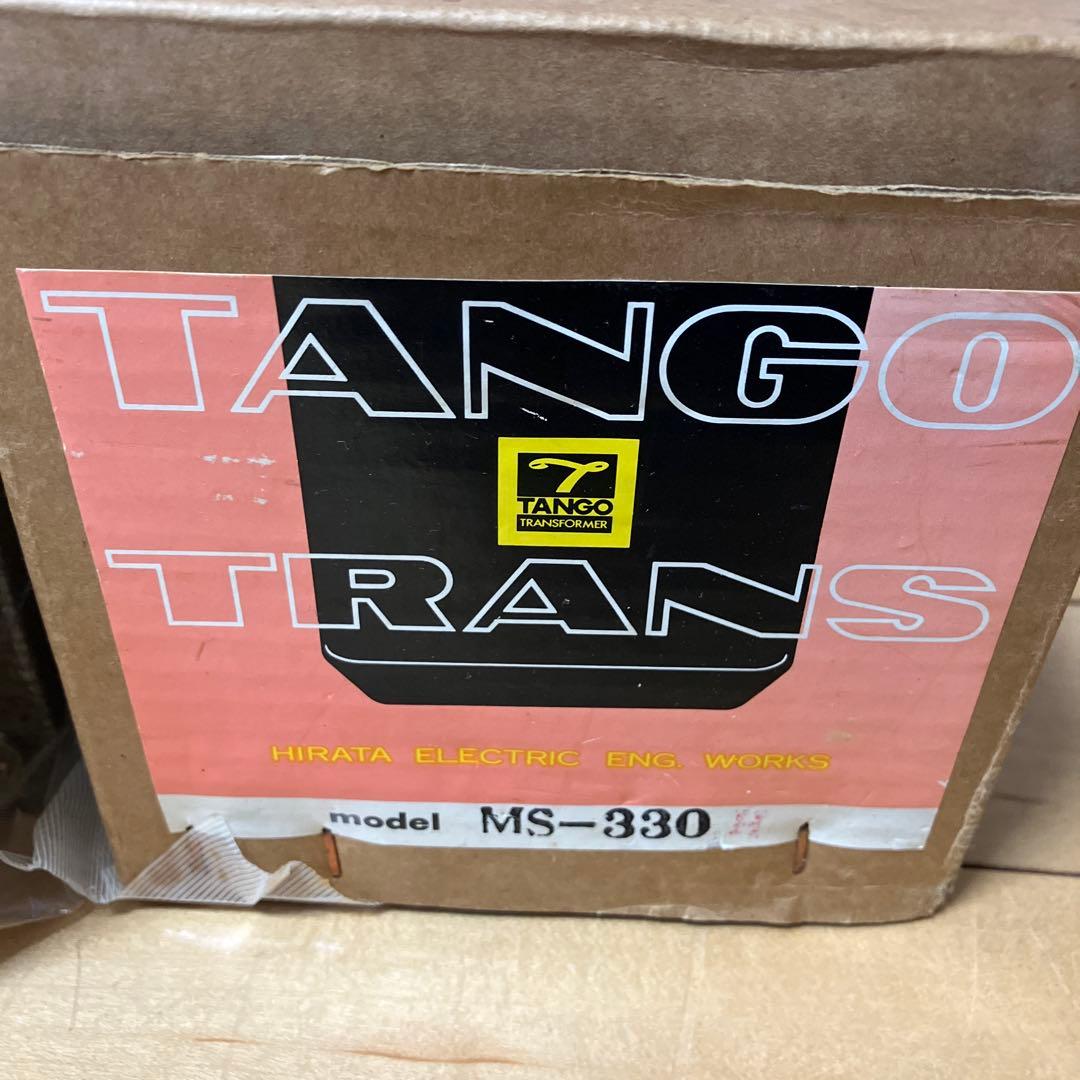 TANGO
TANGO
TRANSFORMER
TRANS
HIRATA ELECTRIC ENG. WORKS
model MS-330